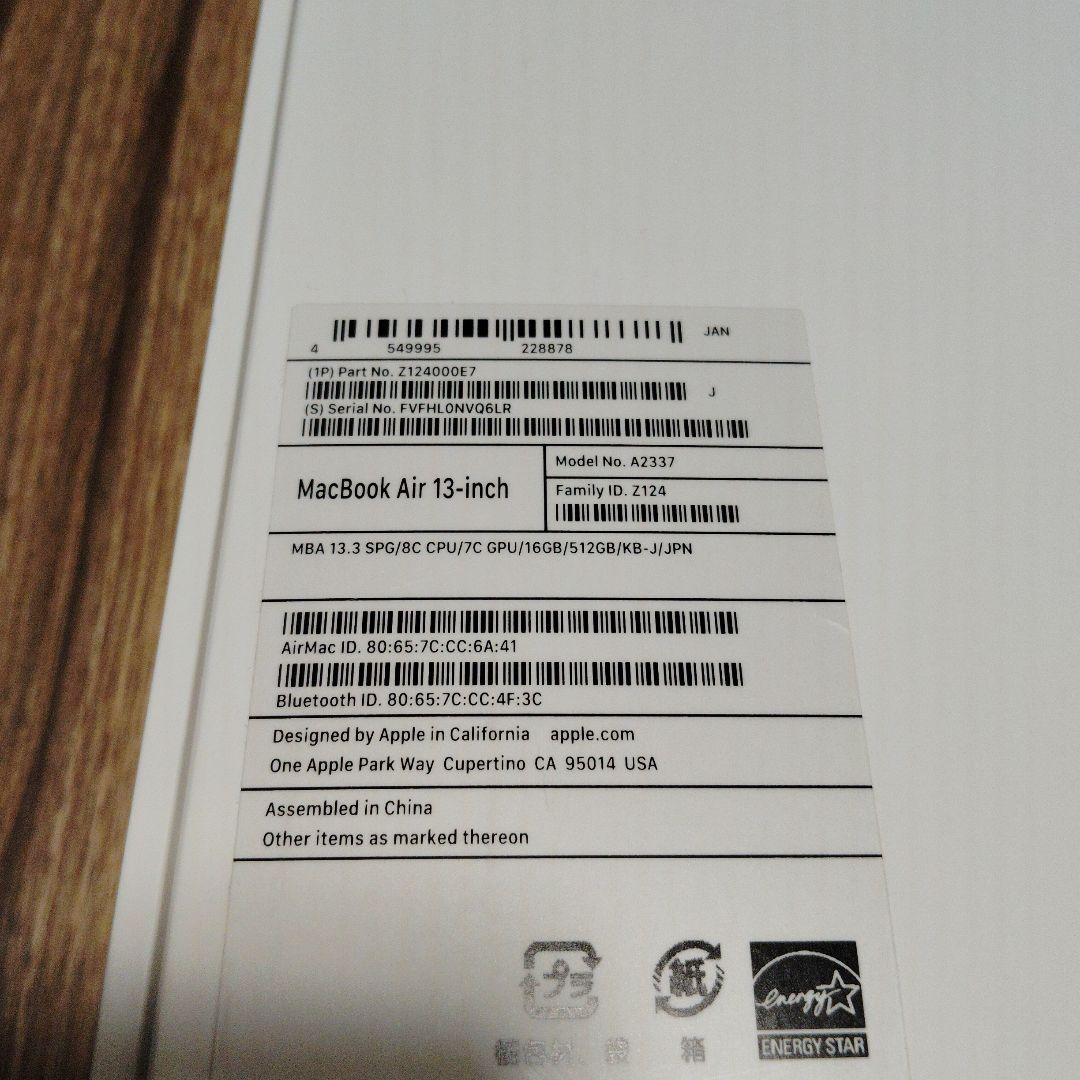 JAN
4 549995 228878
(1P) Part No. Z124000E7
J
(S) Serial No. FVFHL0NVQ6LR
MacBook Air 13-inch
Model No. A2337
Family ID. Z124
MBA 13.3 SPG/8C CPU/7C GPU/16GB/512GB/KB-J/JPN
AirMac ID. 80:65:7C:CC:6A:41
Bluetooth ID. 80:65:7C:CC:4F:3C
Designed by Apple in California apple.com
One Apple Park Way Cupertino CA 95014 USA
Assembled in China
Other items as marked thereon
プラ
紙
箱
energy
ENERGY STAR